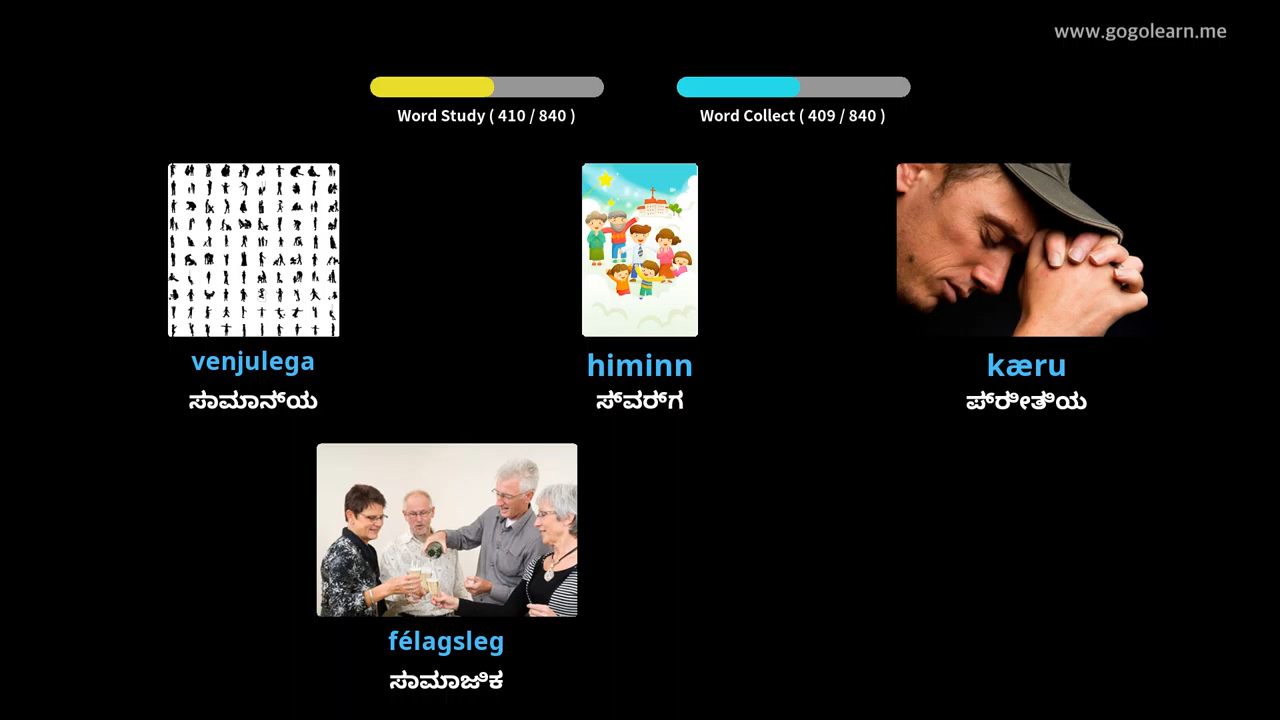 www.gogolearn.me
Word Study ( 410 / 840 )
Word Collect ( 409 / 840 )
venjulega
himinn
kæru
ಸಾಮಾನ್‌ಯ
ಸ್‌ವರ್‌ಗ
ಪ್‌ರೀತಿಯ
félagsleg
ಸಾಮಾಜಿಕ